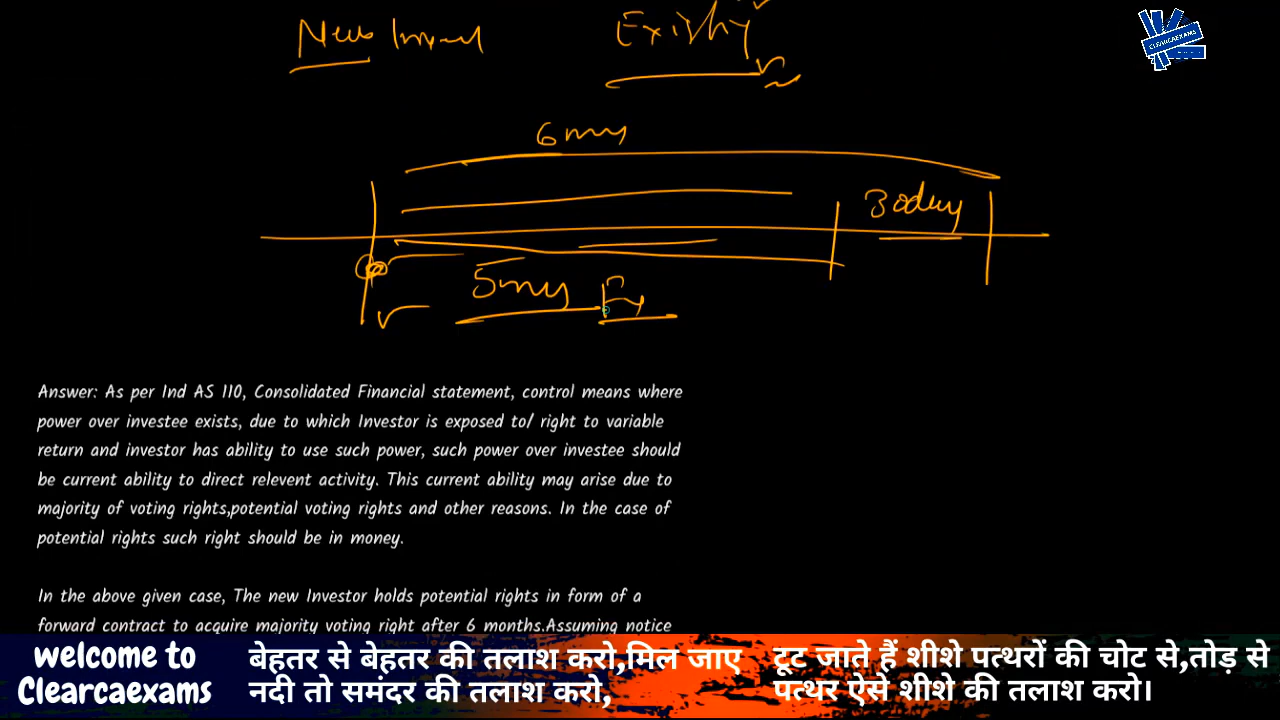 New Invest
Existing
CLEARCAEXAMS
6 my
30 day
5 my
Answer: As per Ind AS 110, Consolidated Financial statement, control means where
power over investee exists, due to which Investor is exposed to/ right to variable
return and investor has ability to use such power, such power over investee should
be current ability to direct relevent activity. This current ability may arise due to
majority of voting rights,potential voting rights and other reasons. In the case of
potential rights such right should be in money.
In the above given case, The new Investor holds potential rights in form of a
forward contract to acquire majority voting right after 6 months.Assuming notice
welcome to
Clearcaexams
बेहतर से बेहतर की तलाश करो,मिल जाए
नदी तो समंदर की तलाश करो,
टूट जाते हैं शीशे पत्थरों की चोट से,तोड़ से
पत्थर ऐसे शीशे की तलाश करो।